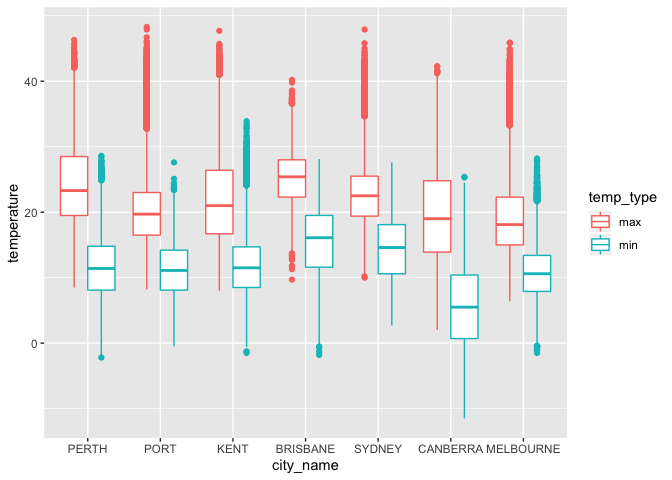 temperature
40
20
0
PERTH PORT KENT BRISBANE SYDNEY CANBERRA MELBOURNE
city_name
temp_type
max
min